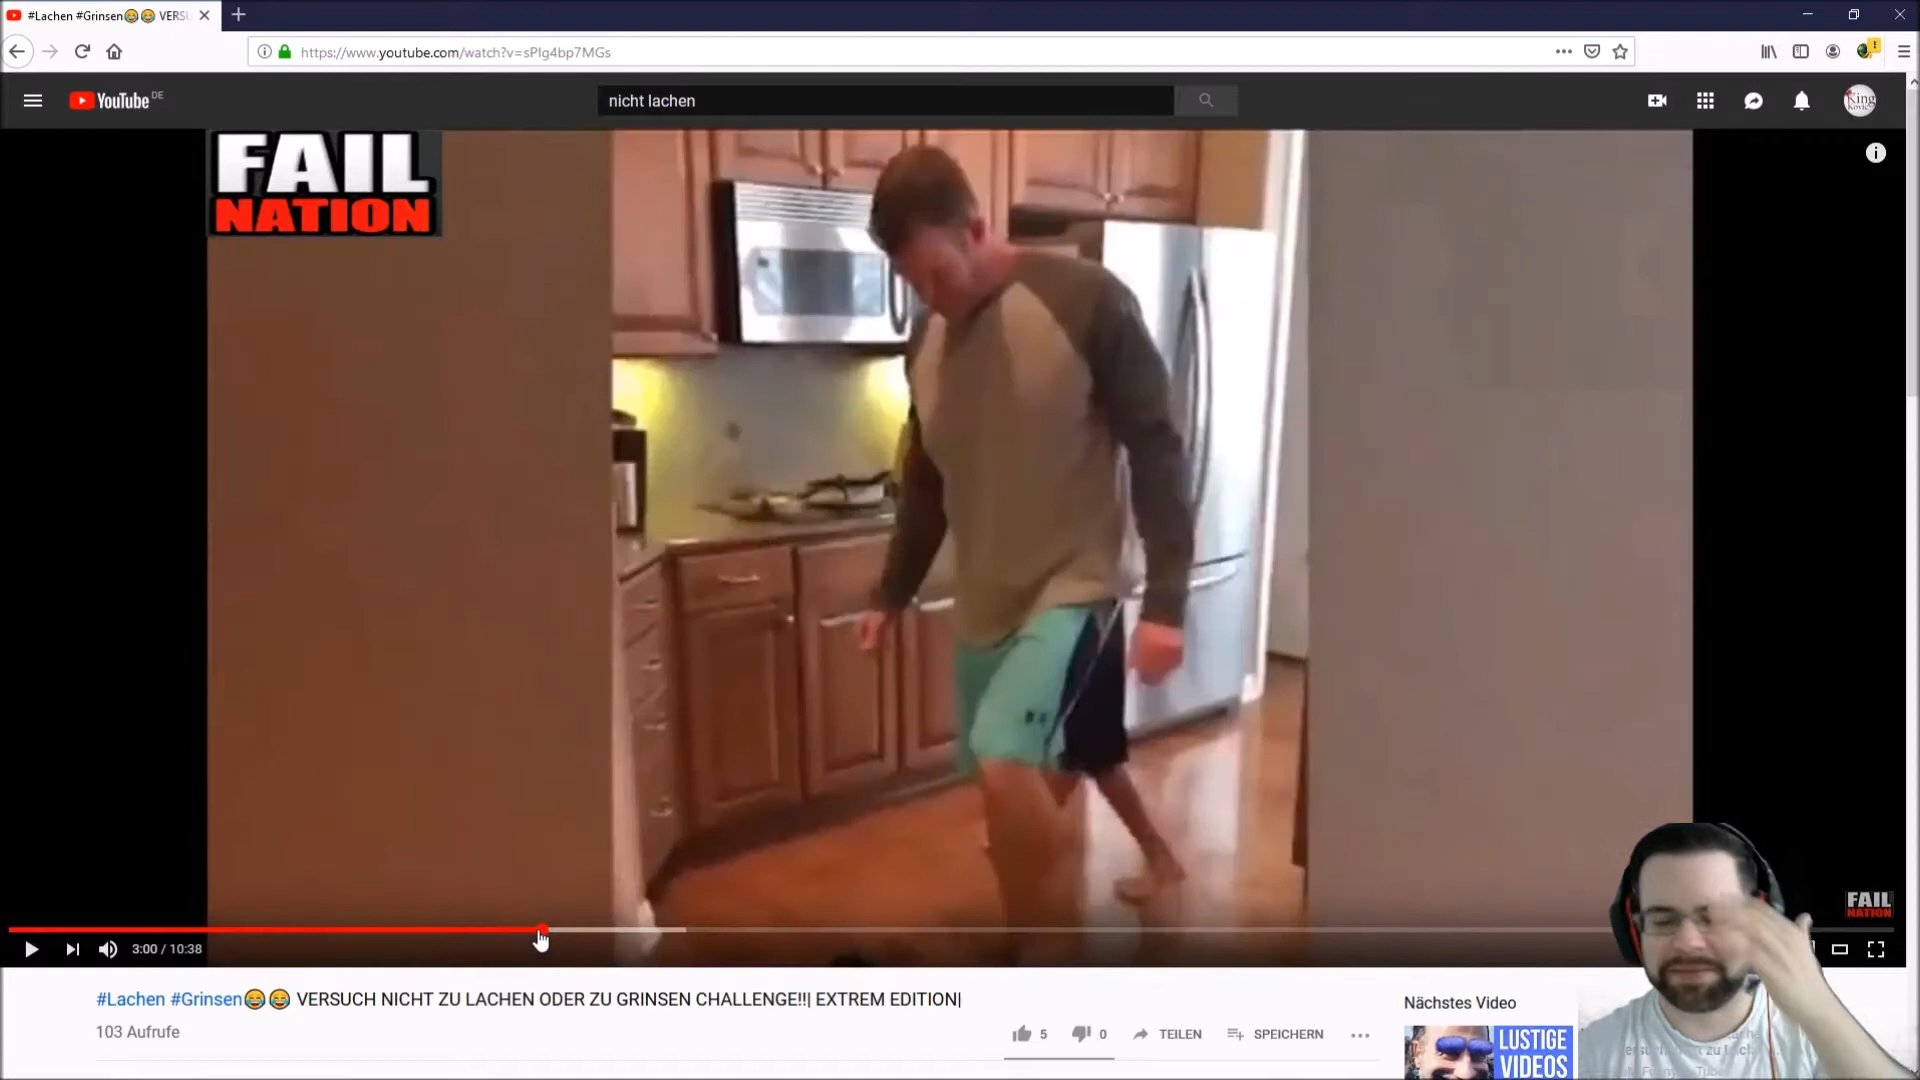 #Lachen #Grinsen😂😂 VERSU
https://www.youtube.com/watch?v=sPIg4bp7MGs
YouTube DE
nicht lachen
King
FAIL
NATION
FAIL
NATION
3:00 / 10:38
#Lachen #Grinsen😂😂 VERSUCH NICHT ZU LACHEN ODER ZU GRINSEN CHALLENGE!!| EXTREM EDITION|
103 Aufrufe
5
0
TEILEN
SPEICHERN
Nächstes Video
LUSTIGE
VIDEOS